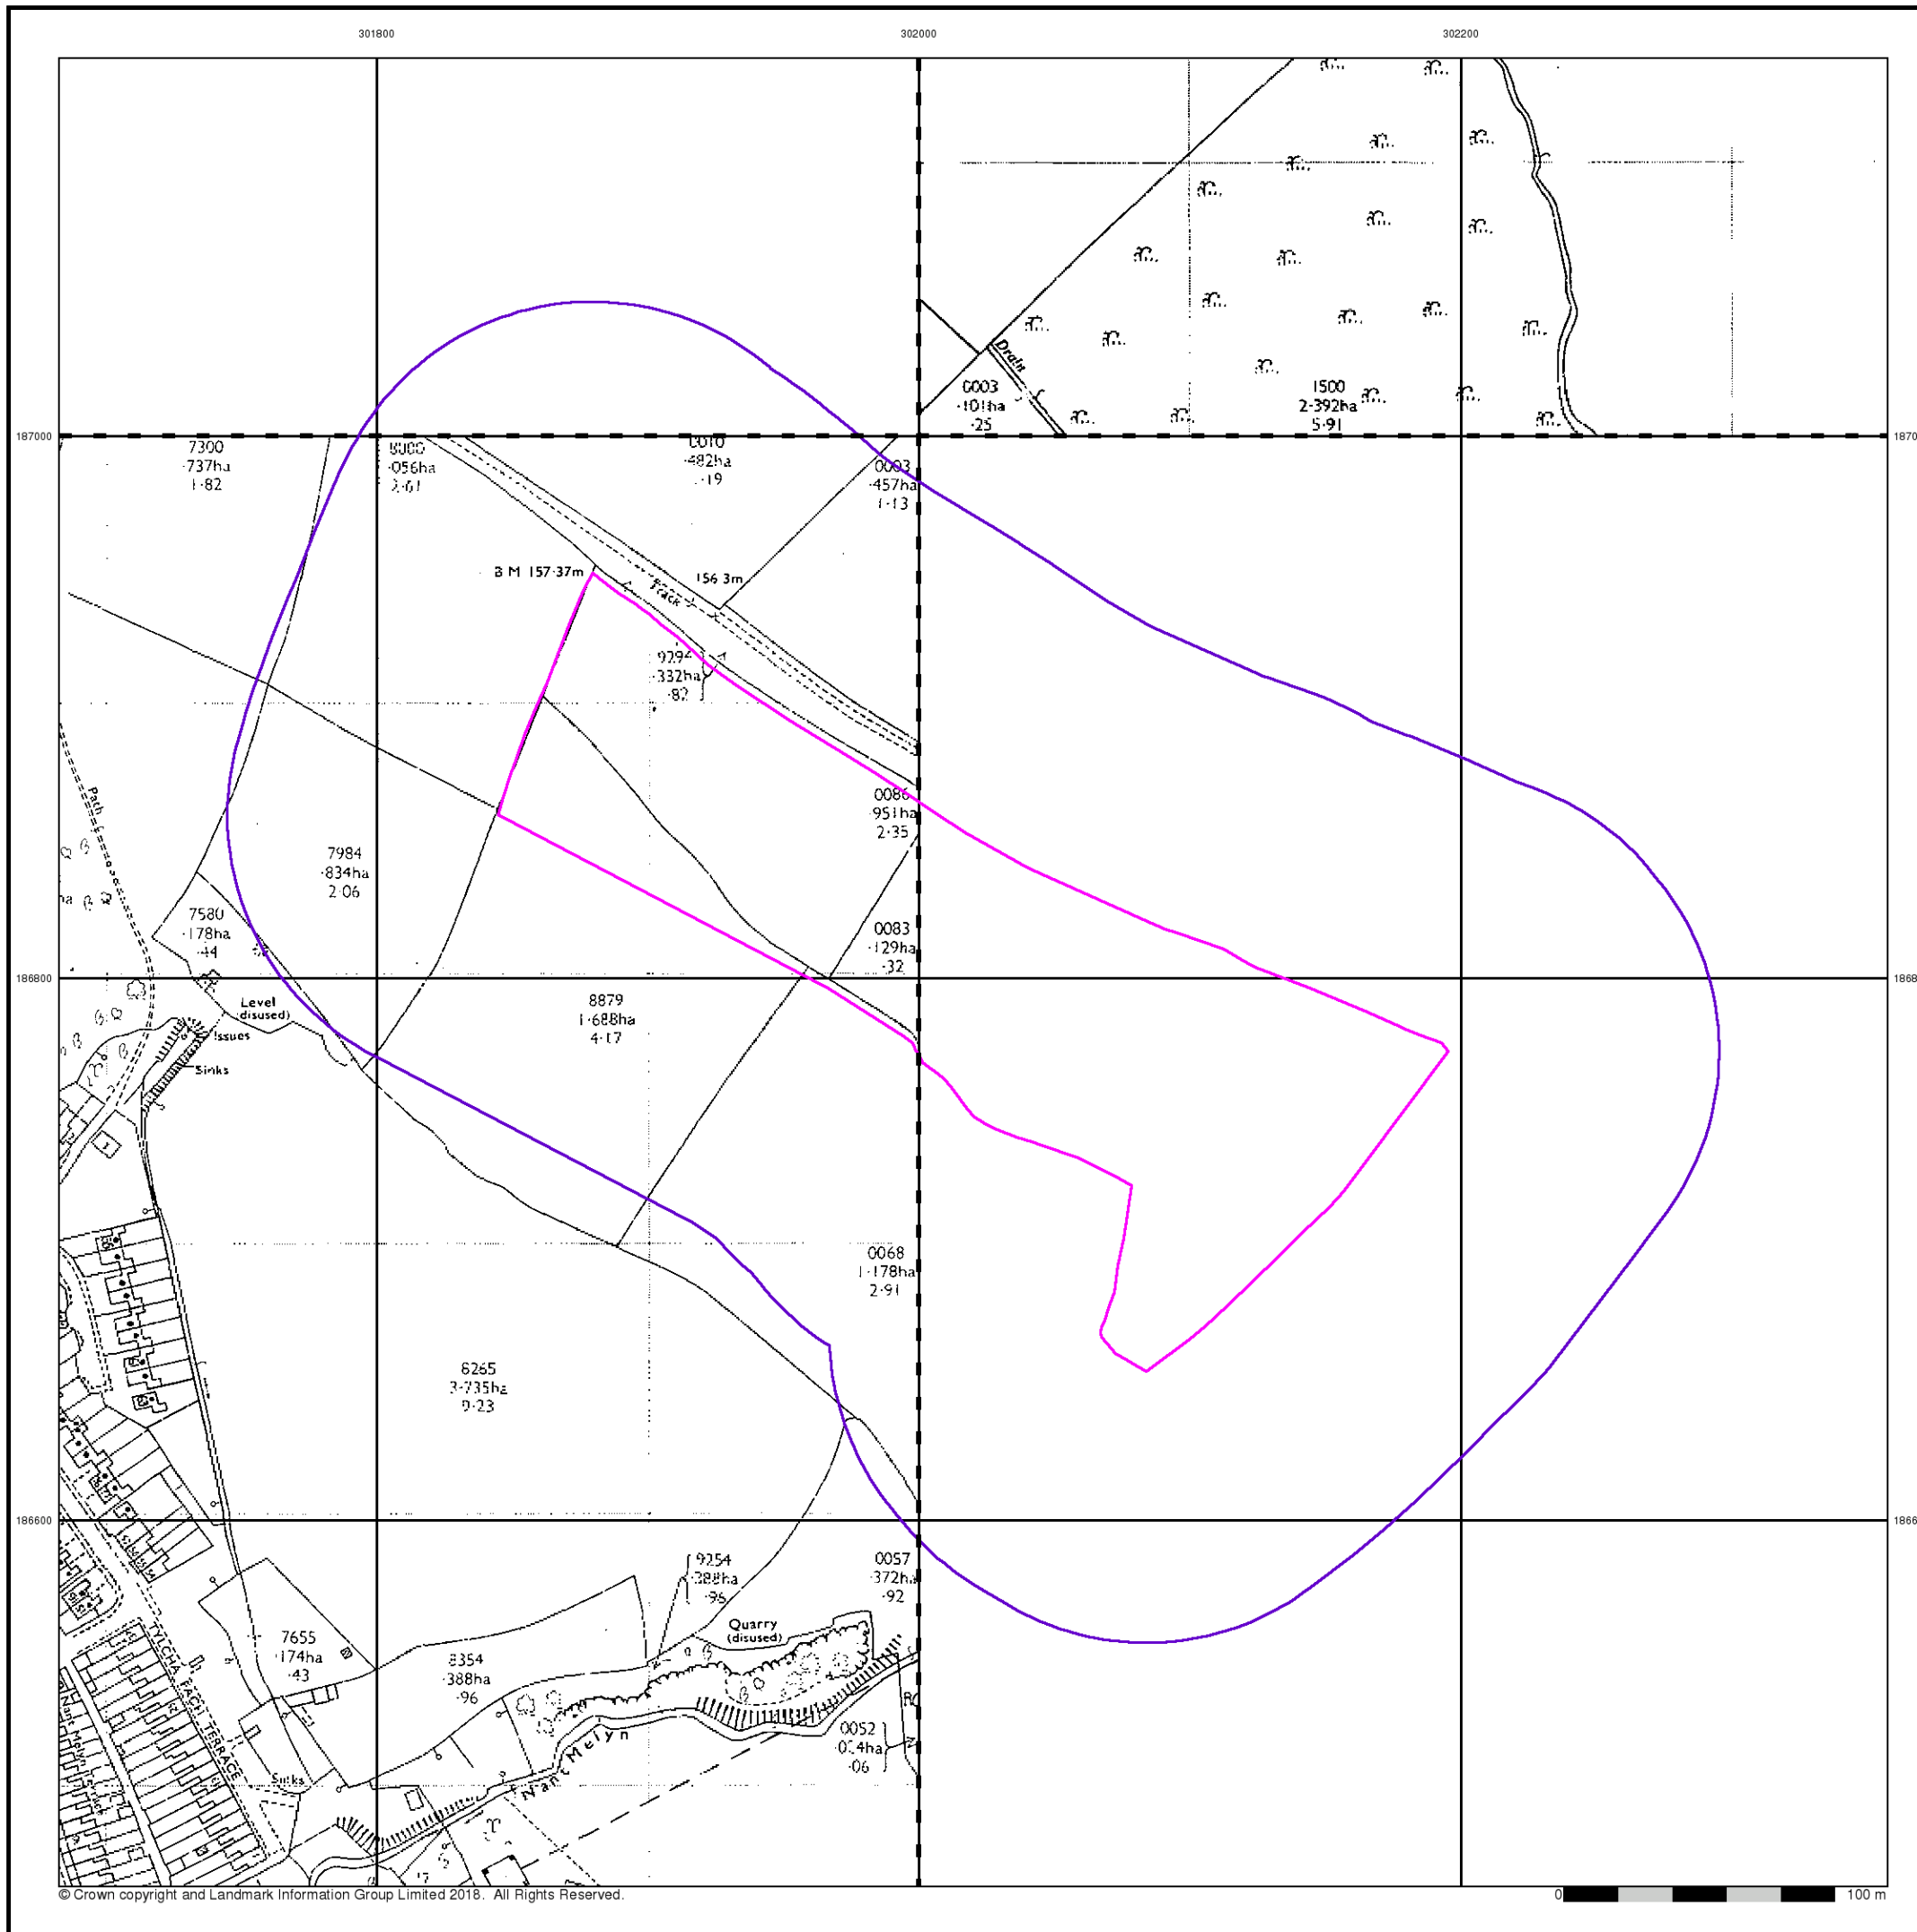 301800
302000
302200
Drain
0003
·101ha
·25
1500
2·392ha
5·91
187000
7300
·737ha
1·82
·056ha
2·61
·482ha
·19
0003
·457ha
1·13
B M 157·37m
156·3m
Track
·332ha
·82
0086
·951ha
2·35
Path
7984
·834ha
2·06
7580
·178ha
·44
0083
·129ha
·32
186800
Level
(disused)
Issues
Sinks
8879
1·688ha
4·17
0068
1·178ha
2·91
8265
3·735ha
9·23
186600
9254
·388ha
·96
0057
·372ha
·92
Quarry
(disused)
7655
·174ha
·43
8354
·388ha
·96
TYLCHA FACH TERRACE
Nant Melyn
0052
·06
Sinks
© Crown copyright and Landmark Information Group Limited 2018. All Rights Reserved.
0
100 m